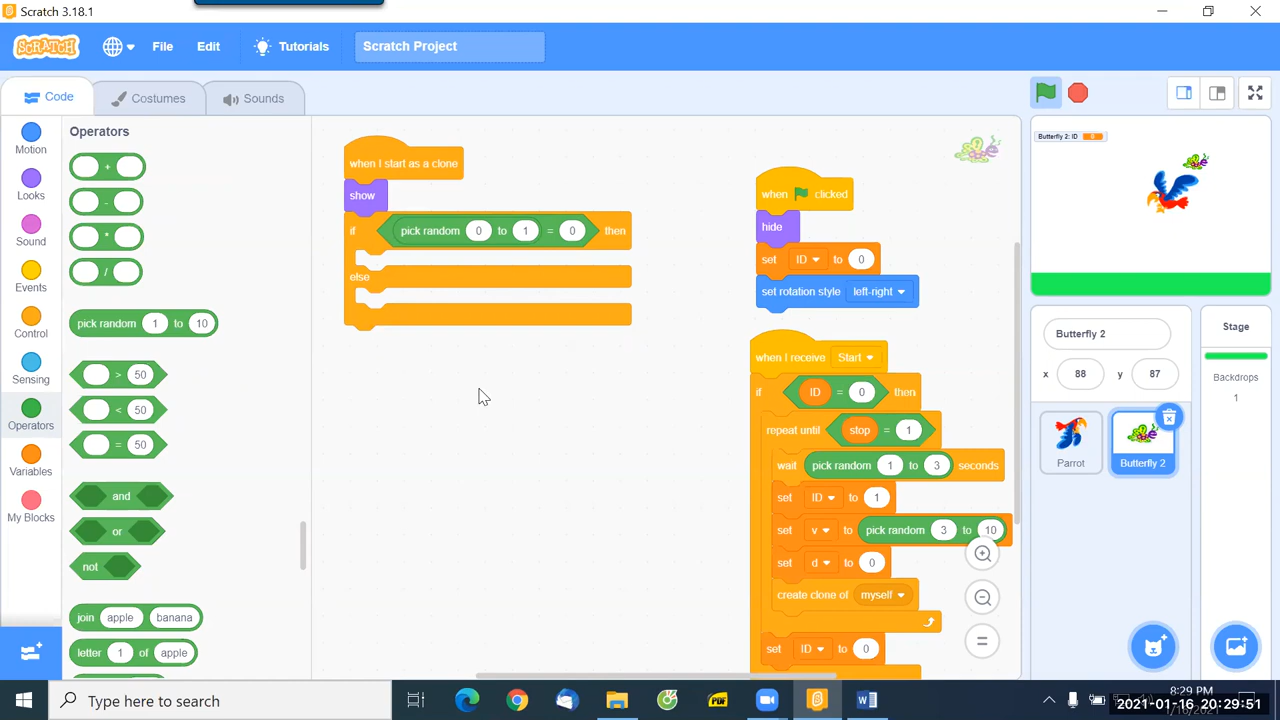 Scratch 3.18.1
SCRATCH
File
Edit
Tutorials
Scratch Project
Code
Costumes
Sounds
Motion
Looks
Sound
Events
Control
Sensing
Operators
Variables
My Blocks
Operators
+
-
*
/
pick random 1 to 10
> 50
< 50
= 50
and
or
not
join apple banana
letter 1 of apple
when I start as a clone
show
if pick random 0 to 1 = 0 then
else
when clicked
hide
set ID to 0
set rotation style left-right
when I receive Start
if ID = 0 then
repeat until stop = 1
wait pick random 1 to 3 seconds
set ID to 1
set v to pick random 3 to 10
set d to 0
create clone of myself
set ID to 0
Butterfly 2: ID 0
Butterfly 2
x 88 y 87
Parrot
Butterfly 2
Stage
Backdrops
1
Type here to search
PDF
8:29 PM
2021-01-16 20:29:51